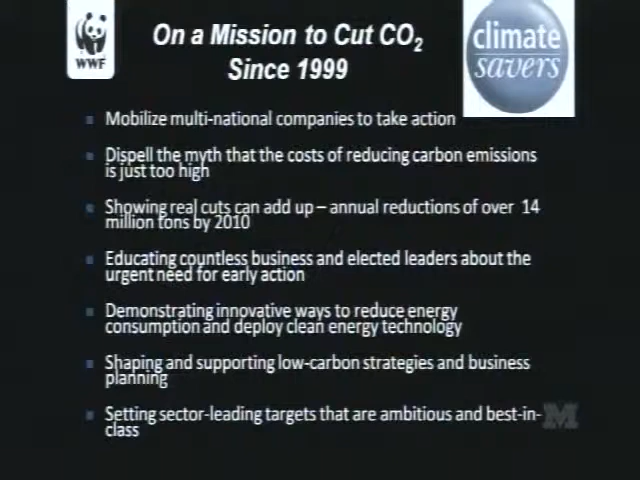 WWF
On a Mission to Cut CO2
Since 1999
climate
savers
Mobilize multi-national companies to take action
Dispell the myth that the costs of reducing carbon emissions
is just too high
Showing real cuts can add up – annual reductions of over 14
million tons by 2010
Educating countless business and elected leaders about the
urgent need for early action
Demonstrating innovative ways to reduce energy
consumption and deploy clean energy technology
Shaping and supporting low-carbon strategies and business
planning
Setting sector-leading targets that are ambitious and best-in-
class
M